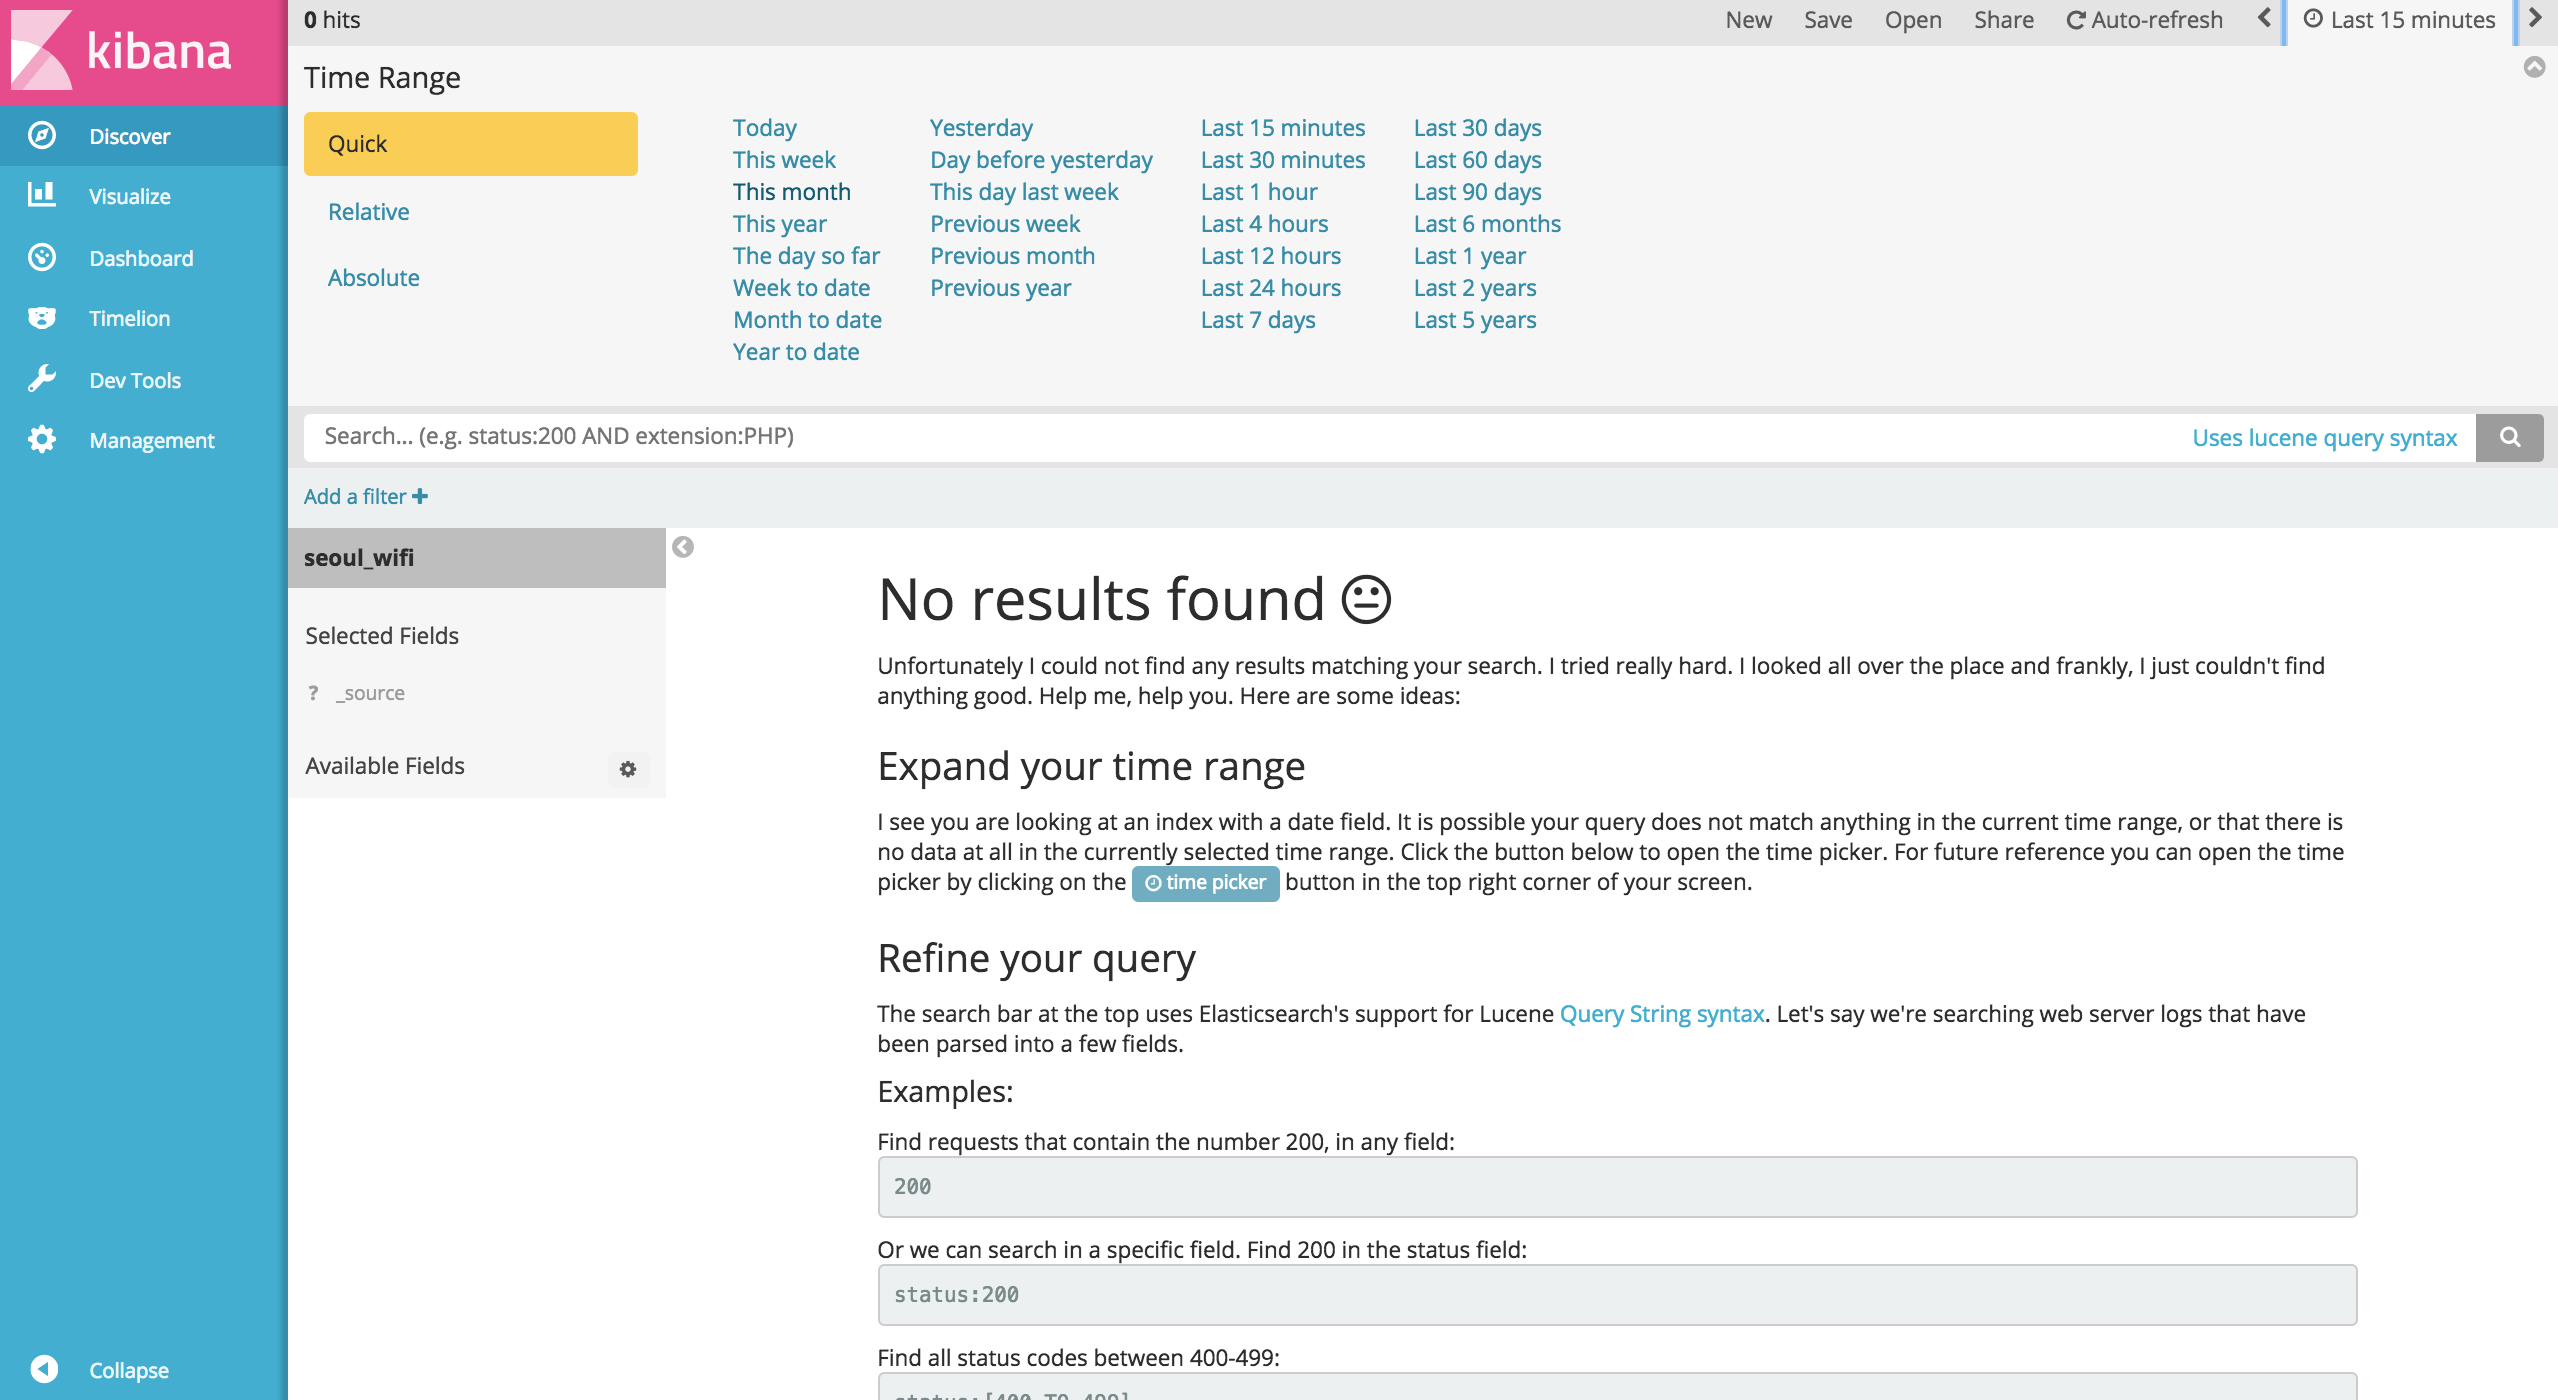 kibana
Discover
Visualize
Dashboard
Timelion
Dev Tools
Management
Collapse
0 hits
New Save Open Share Auto-refresh Last 15 minutes
Time Range
Quick
Relative
Absolute
Today
This week
This month
This year
The day so far
Week to date
Month to date
Year to date
Yesterday
Day before yesterday
This day last week
Previous week
Previous month
Previous year
Last 15 minutes
Last 30 minutes
Last 1 hour
Last 4 hours
Last 12 hours
Last 24 hours
Last 7 days
Last 30 days
Last 60 days
Last 90 days
Last 6 months
Last 1 year
Last 2 years
Last 5 years
Search... (e.g. status:200 AND extension:PHP) Uses lucene query syntax
Add a filter +
seoul_wifi
Selected Fields
? _source
Available Fields
No results found
Unfortunately I could not find any results matching your search. I tried really hard. I looked all over the place and frankly, I just couldn't find
anything good. Help me, help you. Here are some ideas:
Expand your time range
I see you are looking at an index with a date field. It is possible your query does not match anything in the current time range, or that there is
no data at all in the currently selected time range. Click the button below to open the time picker. For future reference you can open the time
picker by clicking on the time picker button in the top right corner of your screen.
Refine your query
The search bar at the top uses Elasticsearch's support for Lucene Query String syntax. Let's say we're searching web server logs that have
been parsed into a few fields.
Examples:
Find requests that contain the number 200, in any field:
200
Or we can search in a specific field. Find 200 in the status field:
status:200
Find all status codes between 400-499:
status:[400 TO 499]